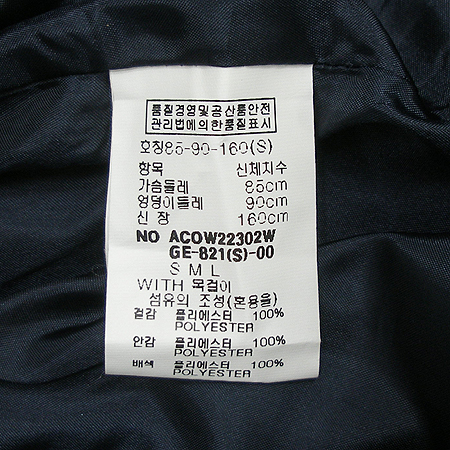 품질경영및공산품안전
관리법에의한품질표시
호칭85-90-160(S)
항목 신체지수
가슴둘레 85cm
엉덩이둘레 90cm
신 장 160cm
NO ACOW22302W
GE-821(S)-00
S M L
WITH 목걸이
섬유의 조성(혼용율)
겉감 폴리에스터 100%
POLYESTER
안감 폴리에스터 100%
POLYESTER
배색 폴리에스터 100%
POLYESTER